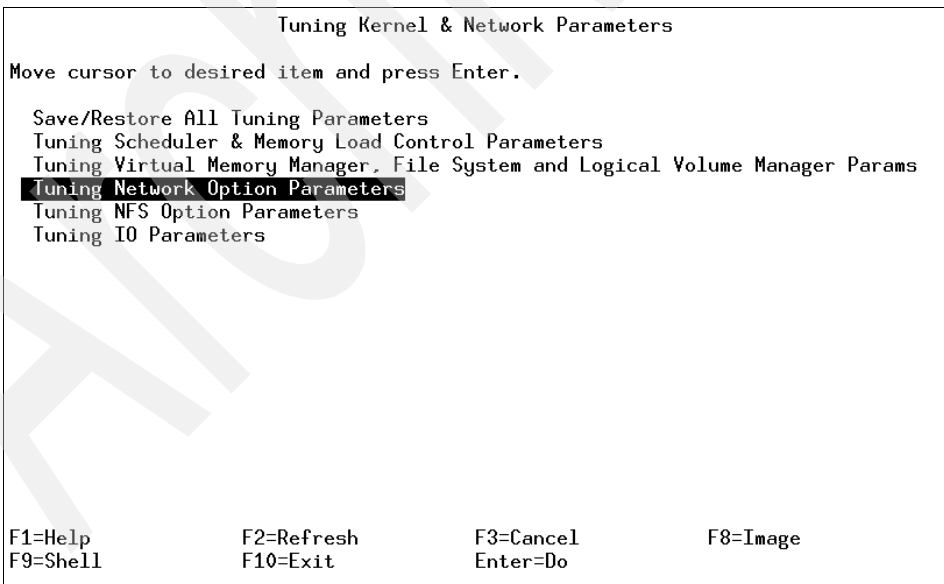 Tuning Kernel & Network Parameters
Move cursor to desired item and press Enter.
Save/Restore All Tuning Parameters
Tuning Scheduler & Memory Load Control Parameters
Tuning Virtual Memory Manager, File System and Logical Volume Manager Params
Tuning Network Option Parameters
Tuning NFS Option Parameters
Tuning IO Parameters
F1=Help F2=Refresh F3=Cancel F8=Image
F9=Shell F10=Exit Enter=Do